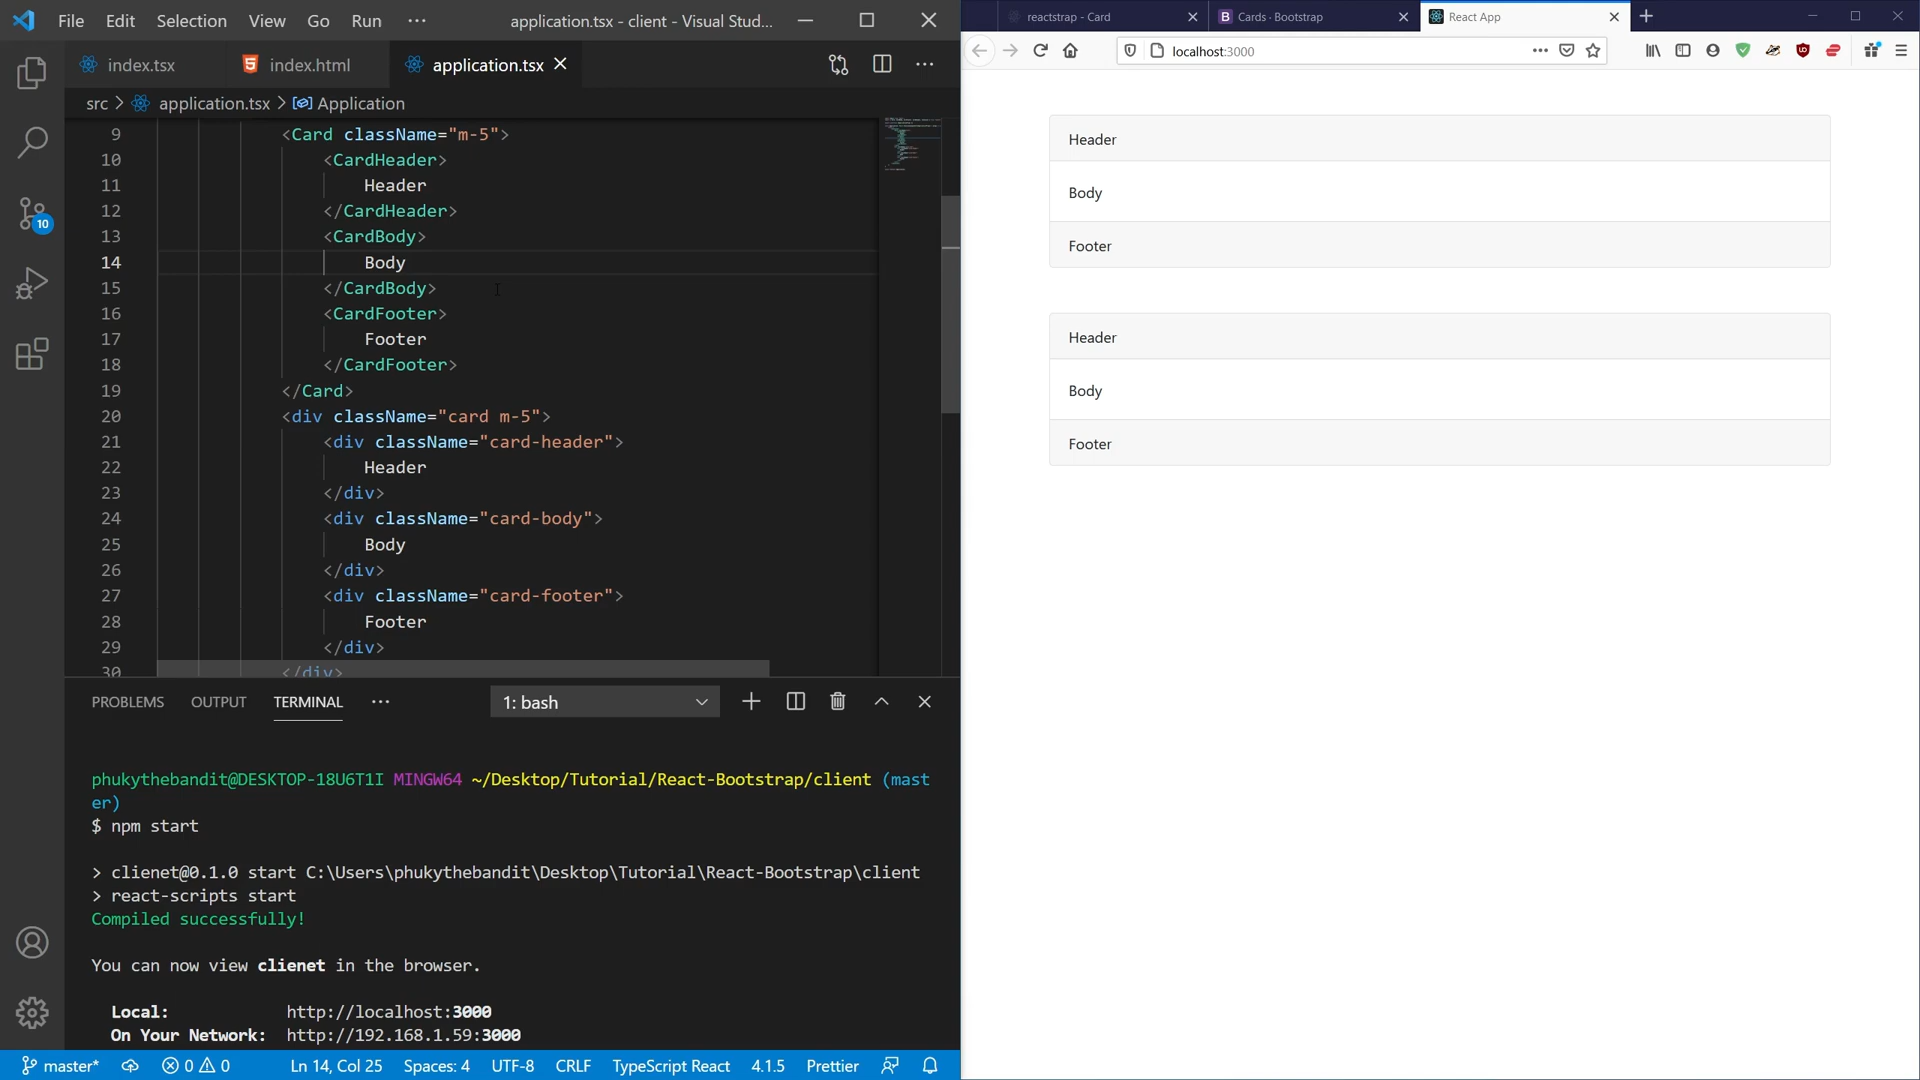 File Edit Selection View Go Run ··· application.tsx - client - Visual Stud...
index.tsx index.html application.tsx
src > application.tsx > Application
9 <Card className="m-5">
10 <CardHeader>
11 Header
12 </CardHeader>
13 <CardBody>
14 Body
15 </CardBody>
16 <CardFooter>
17 Footer
18 </CardFooter>
19 </Card>
20 <div className="card m-5">
21 <div className="card-header">
22 Header
23 </div>
24 <div className="card-body">
25 Body
26 </div>
27 <div className="card-footer">
28 Footer
29 </div>
30 </div>
10
PROBLEMS OUTPUT TERMINAL ··· 1: bash
phukythebandit@DESKTOP-18U6T1I MINGW64 ~/Desktop/Tutorial/React-Bootstrap/client (mast
er)
$ npm start
> clienet@0.1.0 start C:\Users\phukythebandit\Desktop\Tutorial\React-Bootstrap\client
> react-scripts start
Compiled successfully!
You can now view clienet in the browser.
Local: http://localhost:3000
On Your Network: http://192.168.1.59:3000
master* 0 0 Ln 14, Col 25 Spaces: 4 UTF-8 CRLF TypeScript React 4.1.5 Prettier
reactstrap - Card Cards · Bootstrap React App
localhost:3000
Header
Body
Footer
Header
Body
Footer